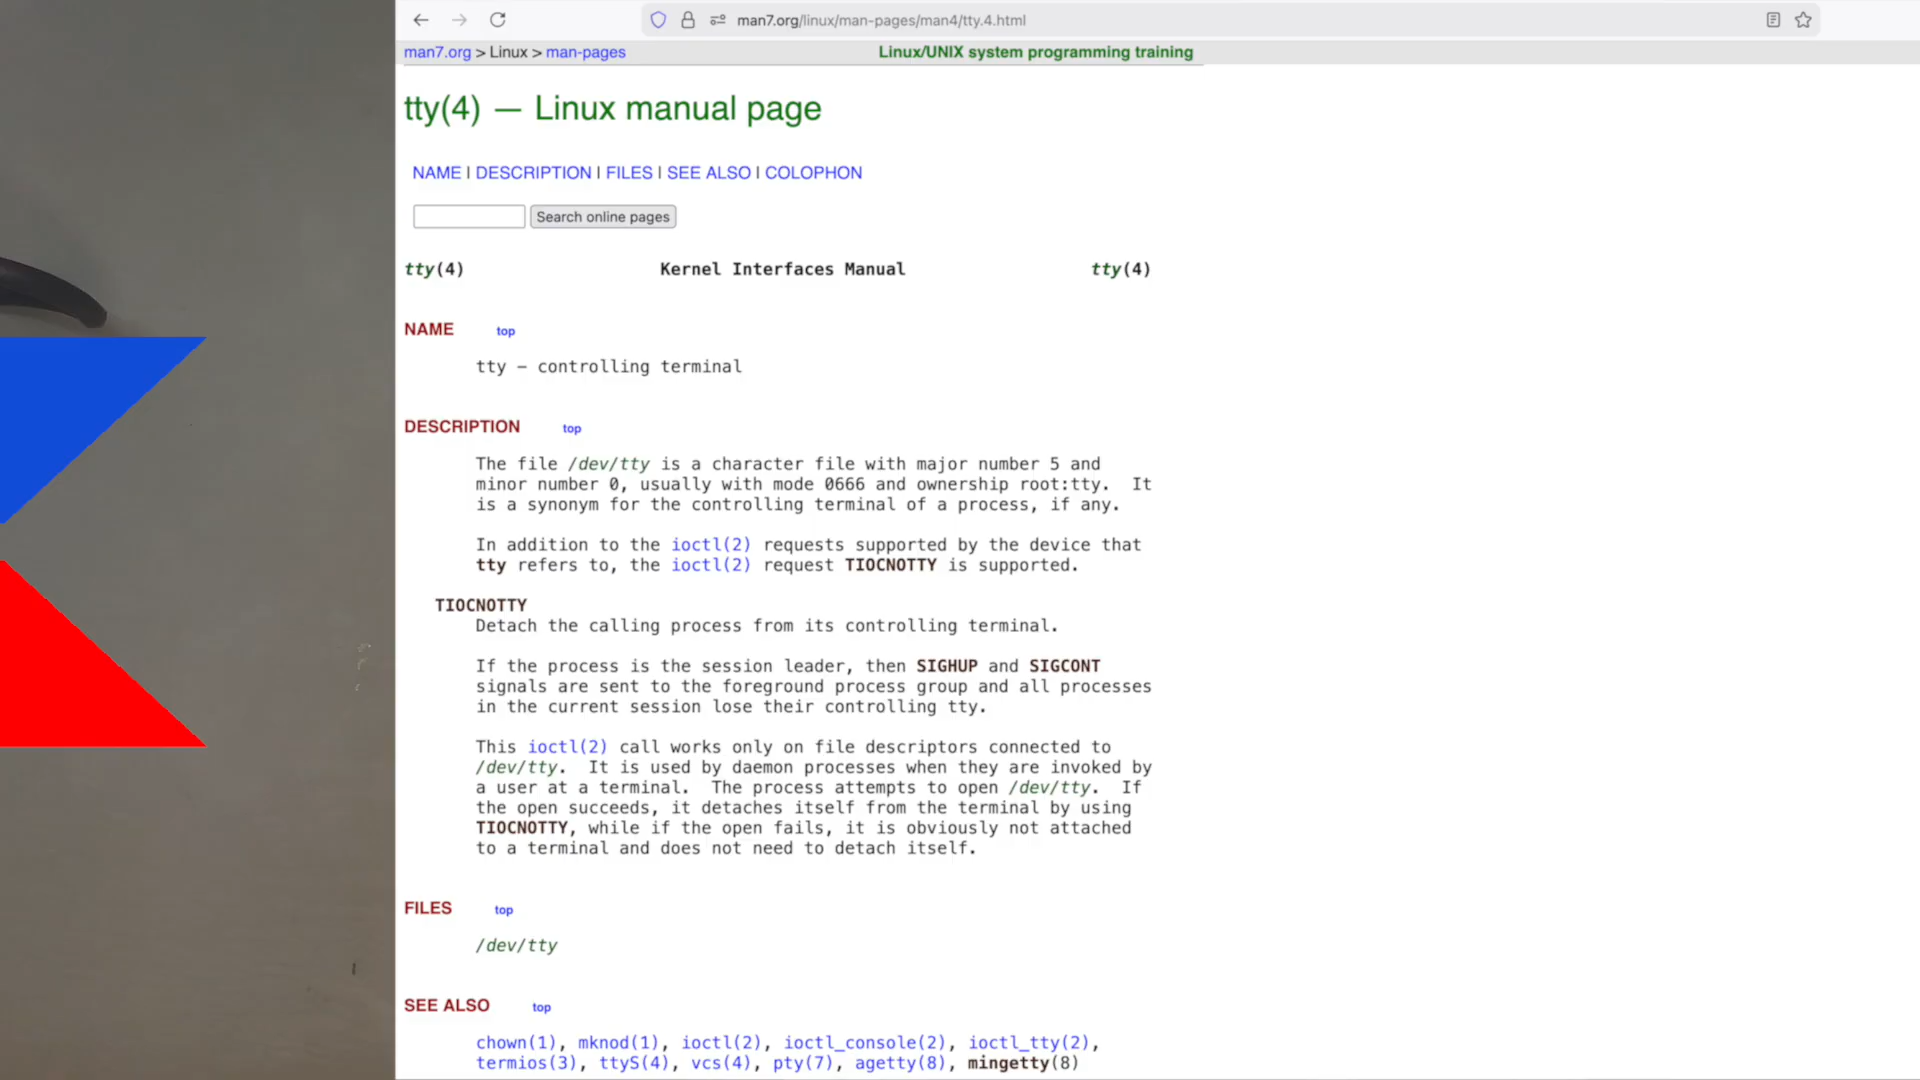 man7.org/linux/man-pages/man4/tty.4.html
man7.org > Linux > man-pages Linux/UNIX system programming training
tty(4) — Linux manual page
NAME | DESCRIPTION | FILES | SEE ALSO | COLOPHON
Search online pages
tty(4) Kernel Interfaces Manual tty(4)
NAME top
tty − controlling terminal
DESCRIPTION top
The file /dev/tty is a character file with major number 5 and
minor number 0, usually with mode 0666 and ownership root:tty. It
is a synonym for the controlling terminal of a process, if any.
In addition to the ioctl(2) requests supported by the device that
tty refers to, the ioctl(2) request TIOCNOTTY is supported.
TIOCNOTTY
Detach the calling process from its controlling terminal.
If the process is the session leader, then SIGHUP and SIGCONT
signals are sent to the foreground process group and all processes
in the current session lose their controlling tty.
This ioctl(2) call works only on file descriptors connected to
/dev/tty. It is used by daemon processes when they are invoked by
a user at a terminal. The process attempts to open /dev/tty. If
the open succeeds, it detaches itself from the terminal by using
TIOCNOTTY, while if the open fails, it is obviously not attached
to a terminal and does not need to detach itself.
FILES top
/dev/tty
SEE ALSO top
chown(1), mknod(1), ioctl(2), ioctl_console(2), ioctl_tty(2),
termios(3), ttyS(4), vcs(4), pty(7), agetty(8), mingetty(8)